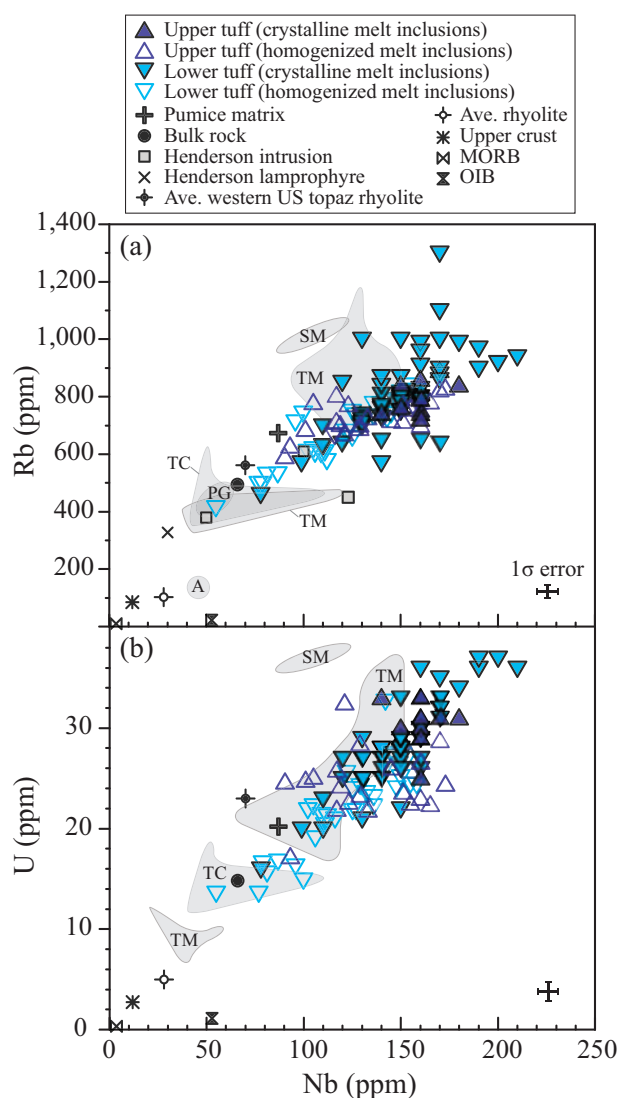 Upper tuff (crystalline melt inclusions)
Upper tuff (homogenized melt inclusions)
Lower tuff (crystalline melt inclusions)
Lower tuff (homogenized melt inclusions)
Pumice matrix
Ave. rhyolite
Bulk rock
Upper crust
Henderson intrusion
MORB
Henderson lamprophyre
OIB
Ave. western US topaz rhyolite
1,400
(a)
1,200
SM
1,000
TM
800
Rb (ppm)
600
TC
PG
400
TM
200
A
1σ error
(b)
SM
TM
30
U (ppm)
20
TC
10
TM
0
0 50 100 150 200 250
Nb (ppm)